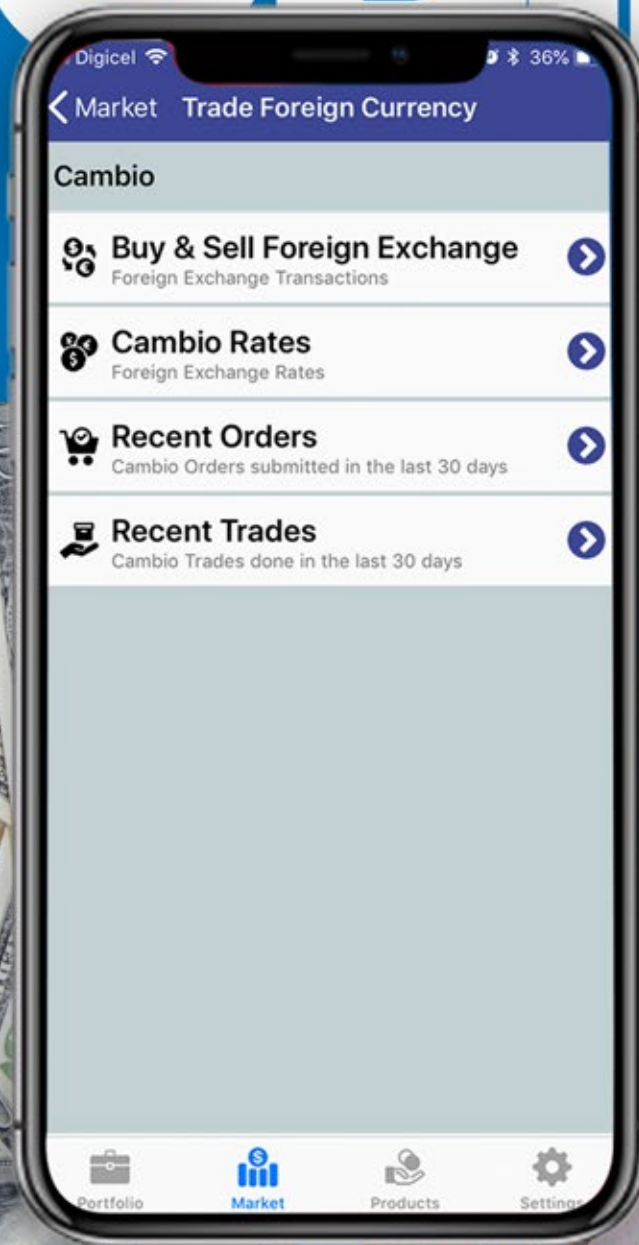 Digicel 36%
Market Trade Foreign Currency
Cambio
Buy & Sell Foreign Exchange
Foreign Exchange Transactions
Cambio Rates
Foreign Exchange Rates
Recent Orders
Cambio Orders submitted in the last 30 days
Recent Trades
Cambio Trades done in the last 30 days
Portfolio Market Products Settings